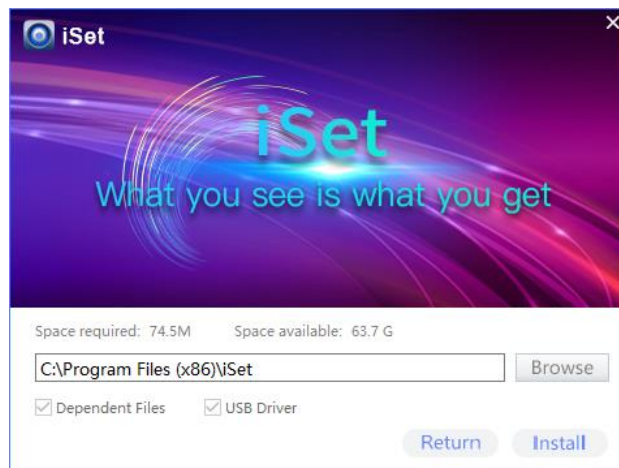 iSet
iSet
What you see is what you get
Space required: 74.5M Space available: 63.7 G
C:\Program Files (x86)\iSet Browse
Dependent Files USB Driver
Return Install